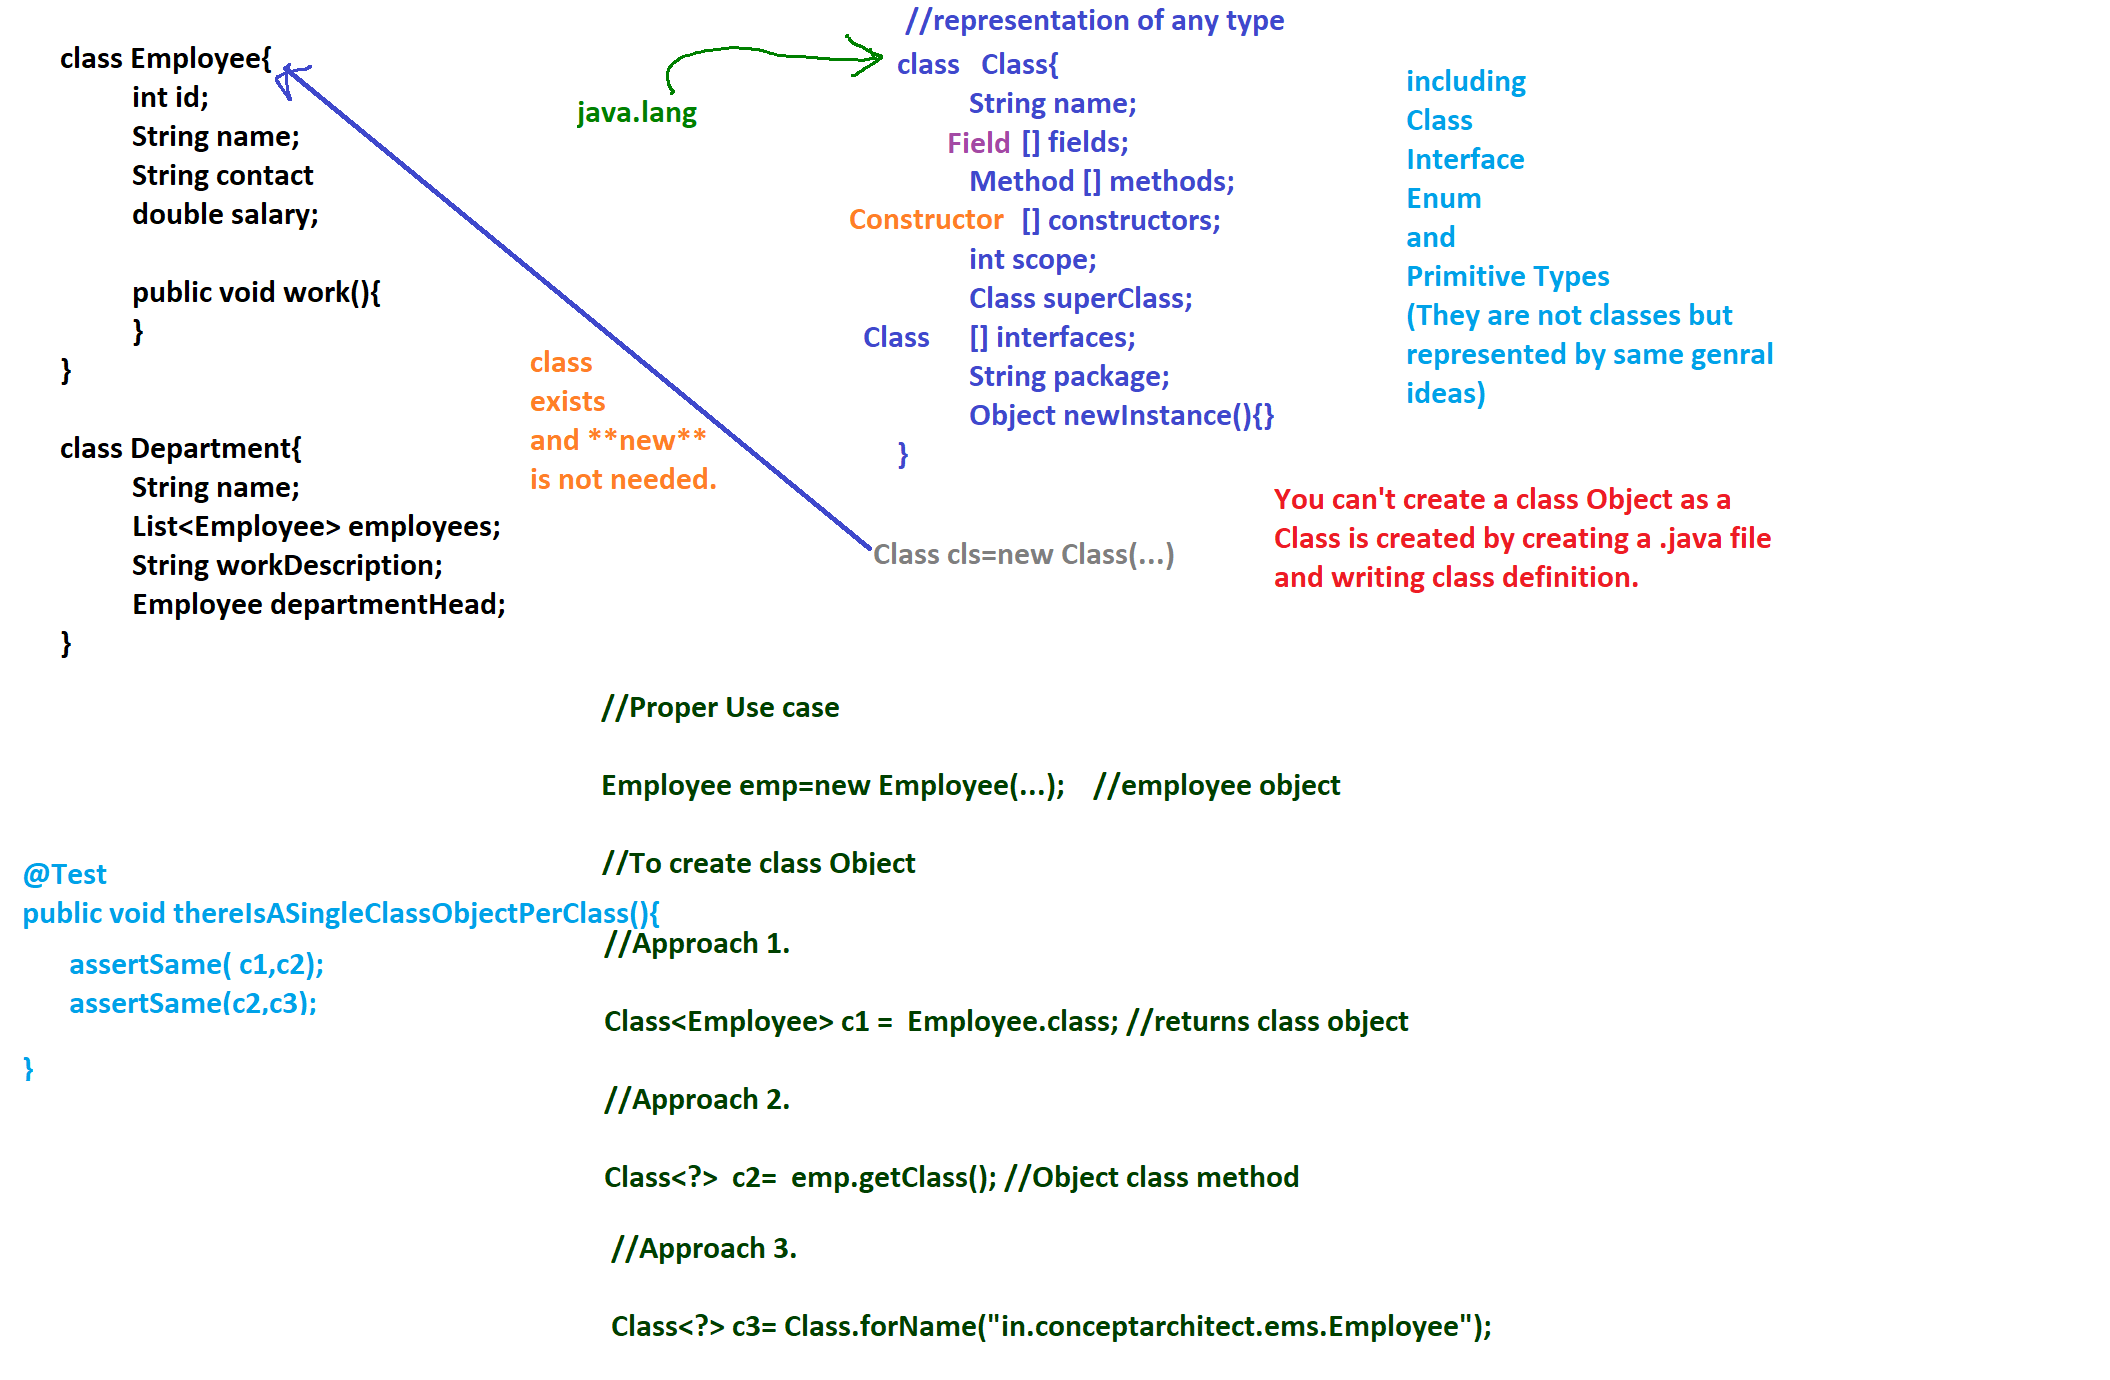 class Employee{
int id;
String name;
String contact
double salary;
public void work(){
}
}
class Department{
String name;
List<Employee> employees;
String workDescription;
Employee departmentHead;
}
java.lang
//representation of any type
class Class{
String name;
Field [] fields;
Method [] methods;
Constructor [] constructors;
int scope;
Class superClass;
Class [] interfaces;
String package;
Object newInstance(){}
}
including
Class
Interface
Enum
and
Primitive Types
(They are not classes but
represented by same genral
ideas)
class
exists
and **new**
is not needed.
Class cls=new Class(...)
You can't create a class Object as a
Class is created by creating a .java file
and writing class definition.
//Proper Use case
Employee emp=new Employee(...); //employee object
//To create class Object
@Test
public void thereIsASingleClassObjectPerClass(){
assertSame( c1,c2);
assertSame(c2,c3);
}
//Approach 1.
Class<Employee> c1 = Employee.class; //returns class object
//Approach 2.
Class<?> c2= emp.getClass(); //Object class method
//Approach 3.
Class<?> c3= Class.forName("in.conceptarchitect.ems.Employee");